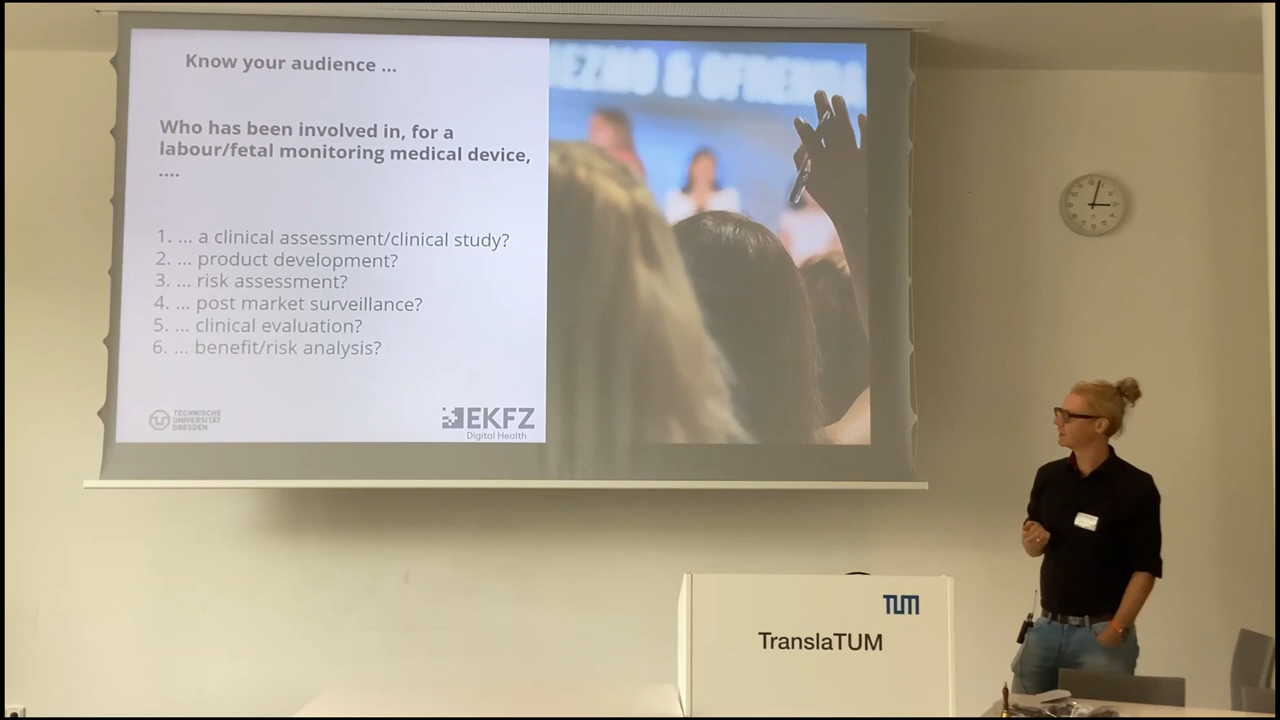 Know your audience ...
Who has been involved in, for a
labour/fetal monitoring medical device,
....
1. ... a clinical assessment/clinical study?
2. ... product development?
3. ... risk assessment?
4. ... post market surveillance?
5. ... clinical evaluation?
6. ... benefit/risk analysis?
TECHNISCHE
UNIVERSITÄT
DRESDEN
EKFZ
Digital Health
TUM
TranslaTUM